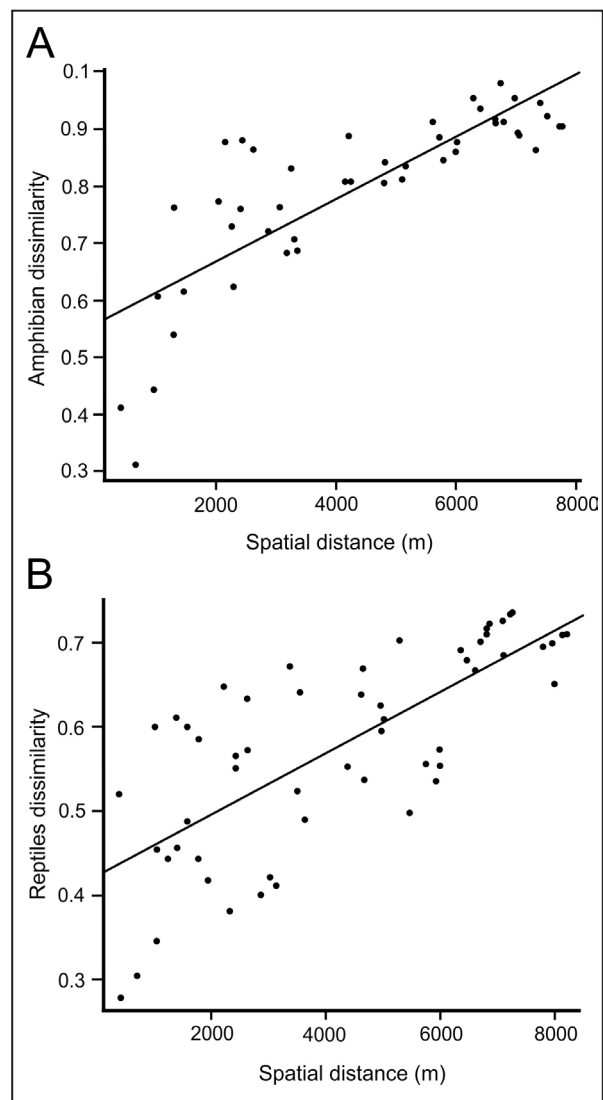 A
0.1
0.9
0.8
0.7
0.6
0.5
0.4
0.3
Amphibian dissimilarity
2000 4000 6000 8000
Spatial distance (m)
B
0.7
0.6
0.5
0.4
0.3
Reptiles dissimilarity
2000 4000 6000 8000
Spatial distance (m)